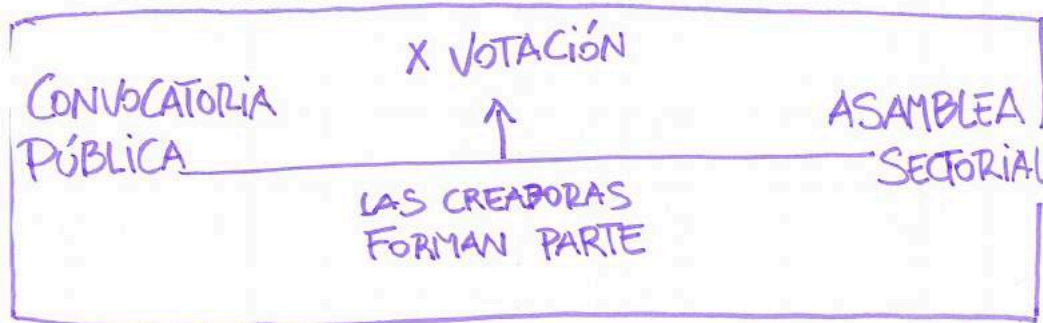 X VOTACIÓN
CONVOCATORIA
PÚBLICA
ASAMBLEA
SECTORIAL
LAS CREADORAS
FORMAN PARTE